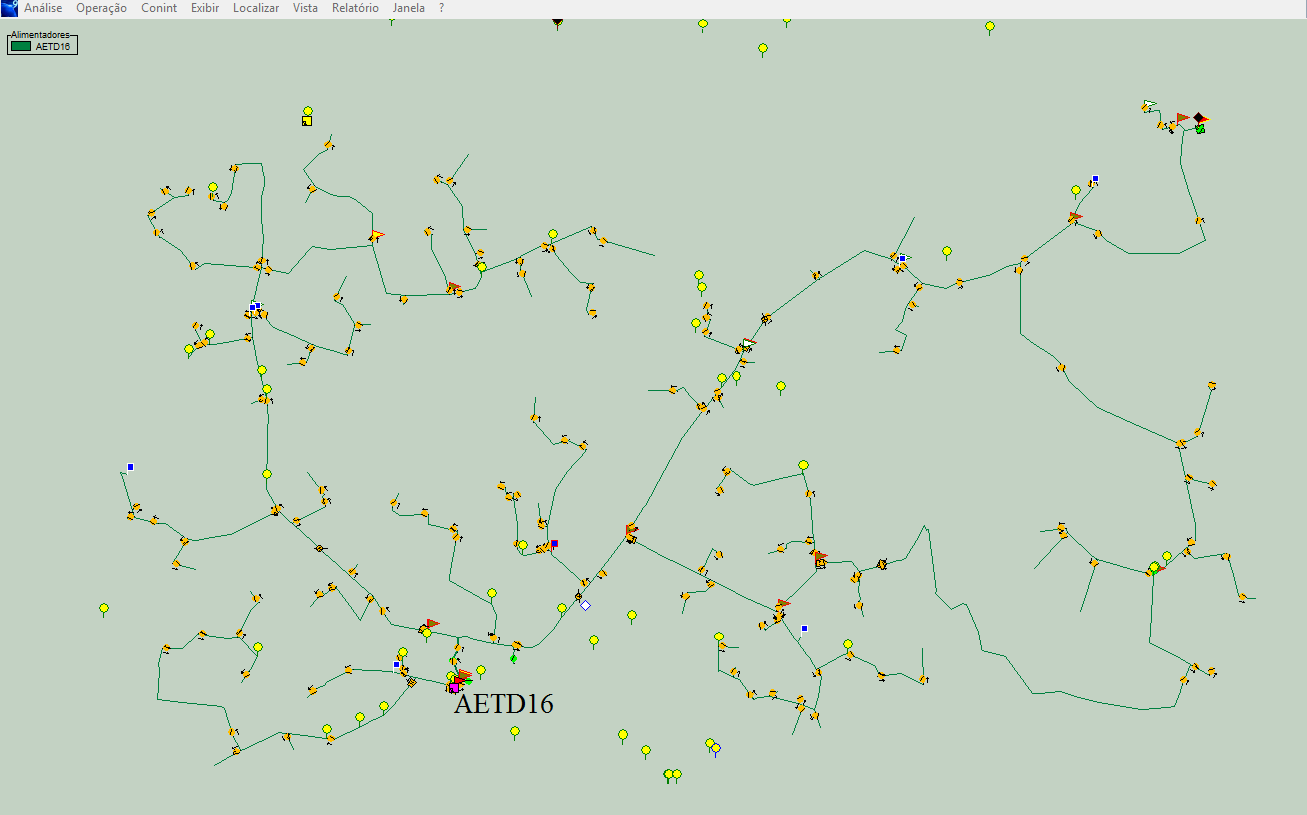 Análise Operação Conint Exibir Localizar Vista Relatório Janela ?
Alimentadores
AETD16
AETD16